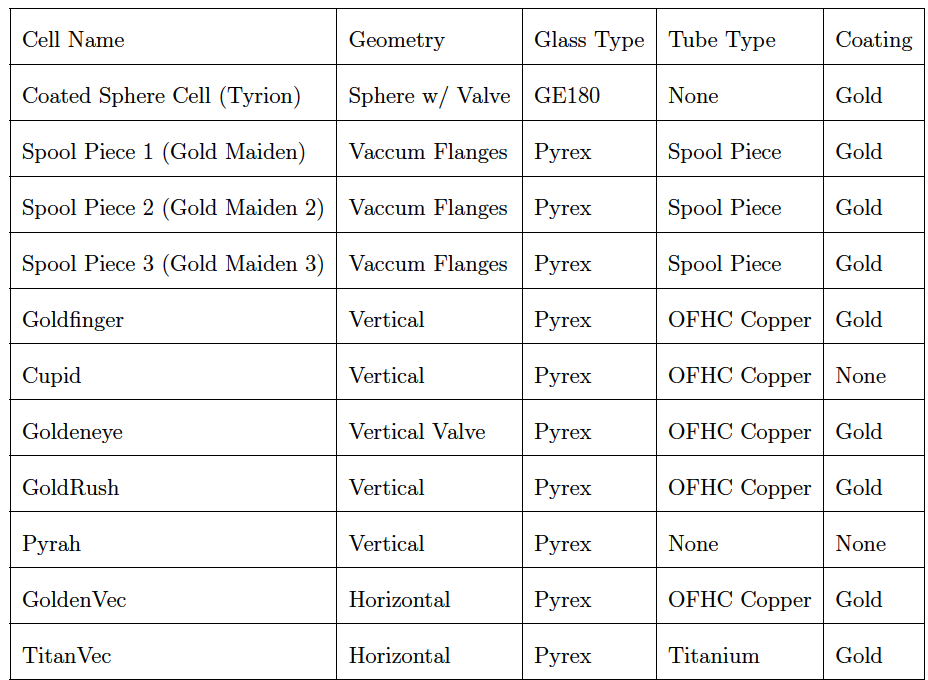 Cell Name Geometry Glass Type Tube Type Coating
Coated Sphere Cell (Tyrion) Sphere w/ Valve GE180 None Gold
Spool Piece 1 (Gold Maiden) Vaccum Flanges Pyrex Spool Piece Gold
Spool Piece 2 (Gold Maiden 2) Vaccum Flanges Pyrex Spool Piece Gold
Spool Piece 3 (Gold Maiden 3) Vaccum Flanges Pyrex Spool Piece Gold
Goldfinger Vertical Pyrex OFHC Copper Gold
Cupid Vertical Pyrex OFHC Copper None
Goldeneye Vertical Valve Pyrex OFHC Copper Gold
GoldRush Vertical Pyrex OFHC Copper Gold
Pyrah Vertical Pyrex None None
GoldenVec Horizontal Pyrex OFHC Copper Gold
TitanVec Horizontal Pyrex Titanium Gold